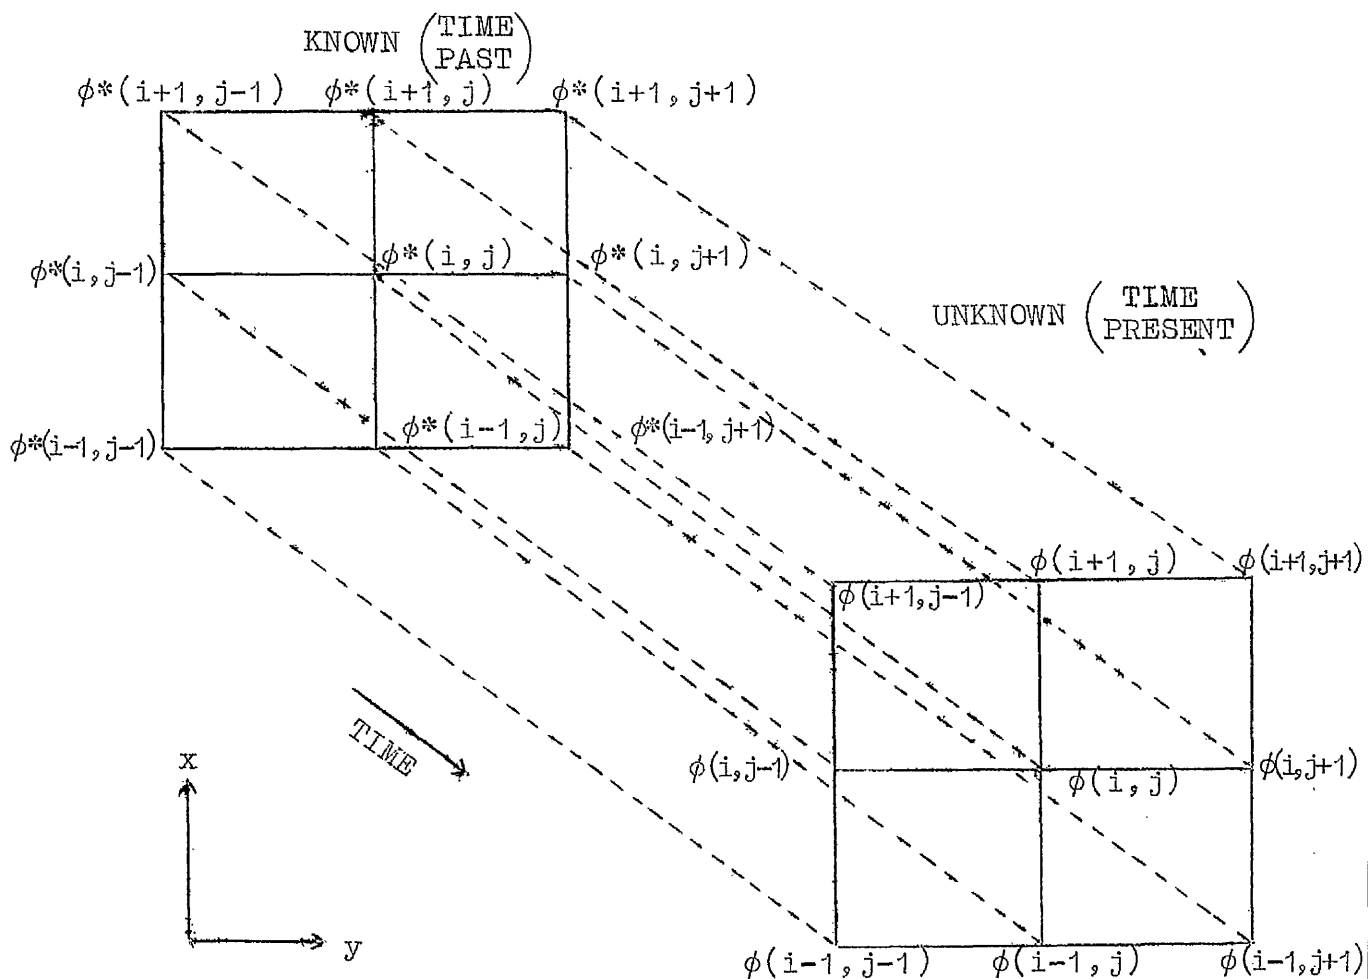 KNOWN (TIME PAST)
ϕ*(i+1,j-1) ϕ*(i+1,j) ϕ*(i+1,j+1)
ϕ*(i,j-1) ϕ*(i,j) ϕ*(i,j+1)
UNKNOWN (TIME PRESENT)
ϕ*(i-1,j-1) ϕ*(i-1,j) ϕ*(i-1,j+1)
ϕ(i+1,j-1) ϕ(i+1,j) ϕ(i+1,j+1)
TIME
x
ϕ(i,j-1) ϕ(i,j) ϕ(i,j+1)
y
ϕ(i-1,j-1) ϕ(i-1,j) ϕ(i-1,j+1)